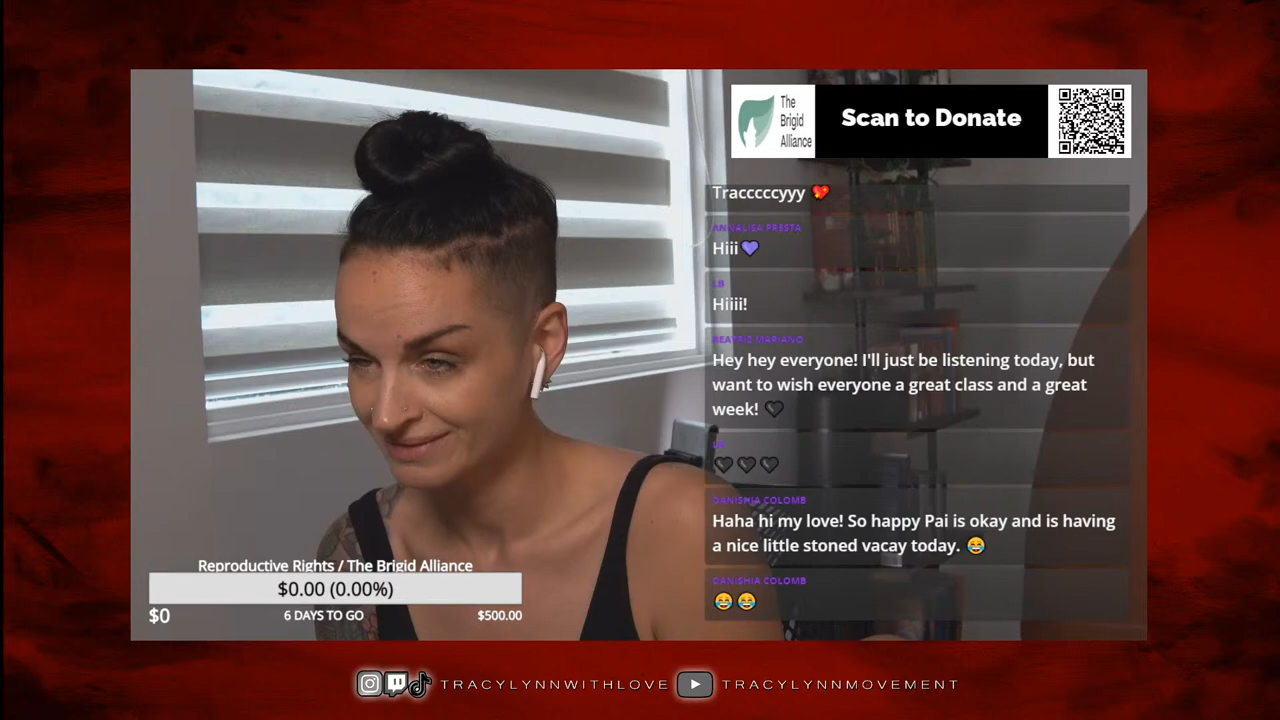 The
Brigid
Alliance
Scan to Donate
Tracccccyyy
ANNALISA PRESTA
Hiii
LB
Hiiii!
BEATRIZ MARIANO
Hey hey everyone! I'll just be listening today, but
want to wish everyone a great class and a great
week!
LB
DANISHIA COLOMB
Haha hi my love! So happy Pai is okay and is having
a nice little stoned vacay today.
DANISHIA COLOMB
Reproductive Rights / The Brigid Alliance
$0.00 (0.00%)
$0 6 DAYS TO GO $500.00
TRACYLYNNWITHLOVE TRACYLYNNMOVEMENT